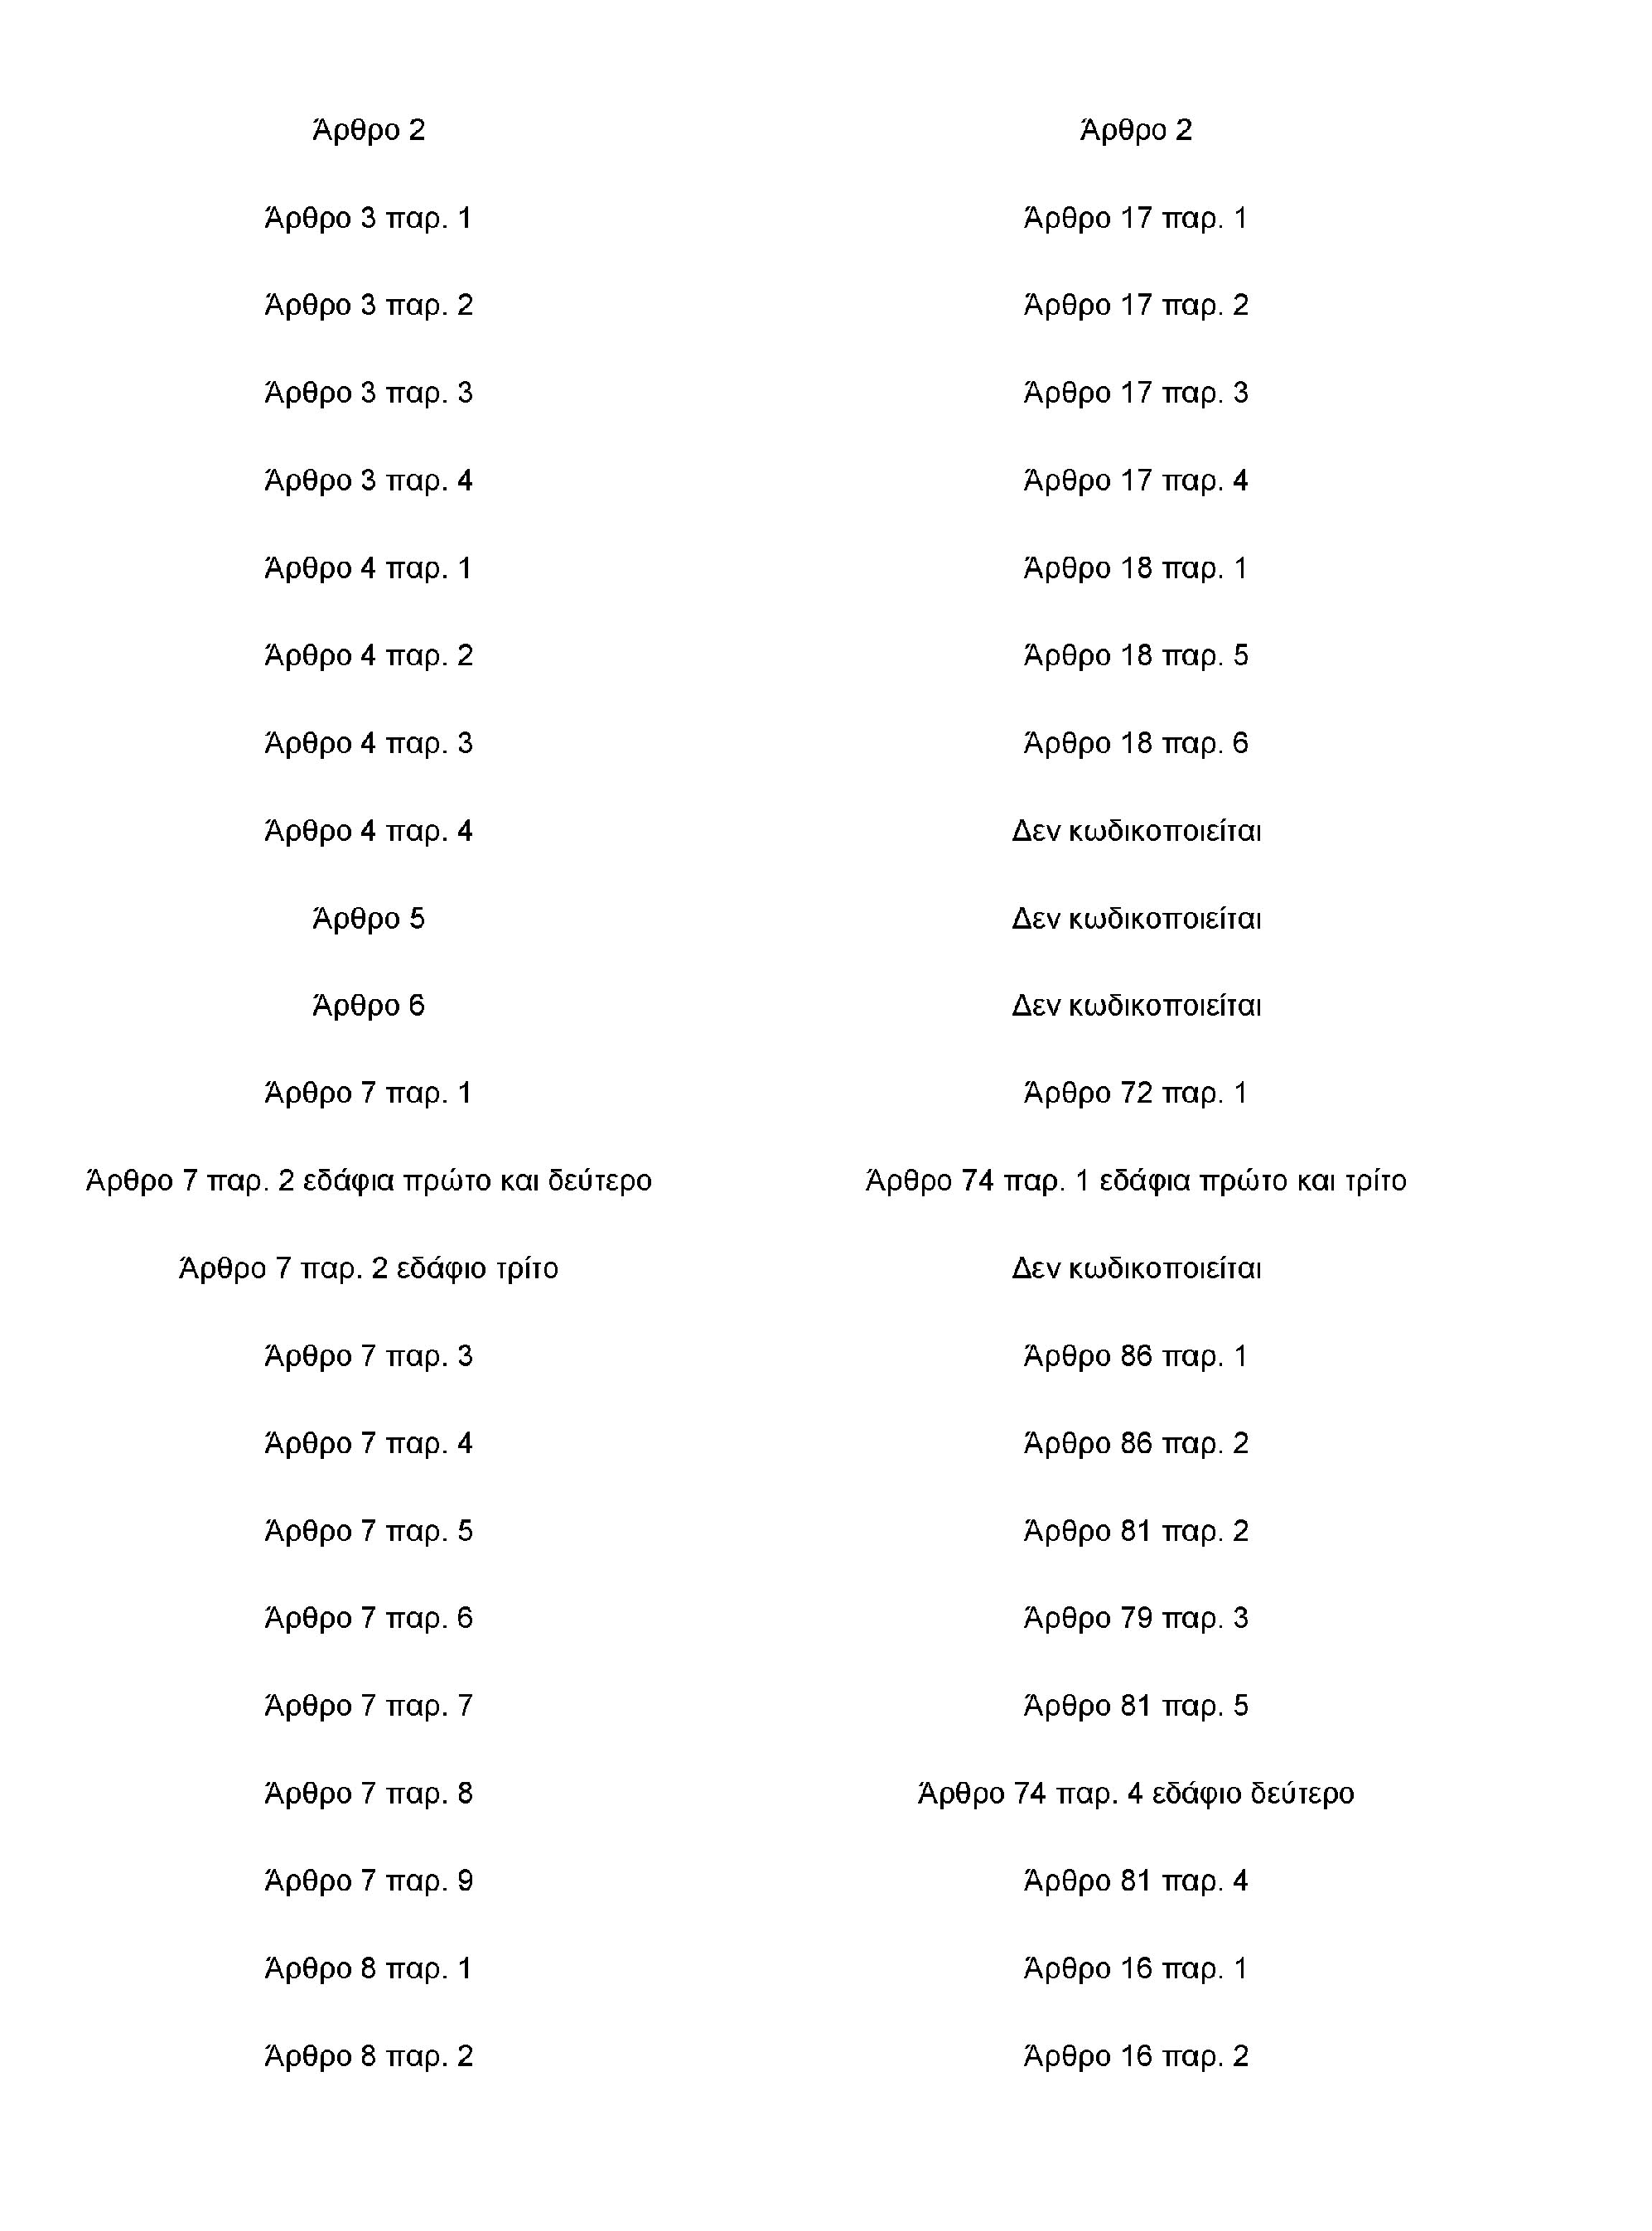 Άρθρο 2 Άρθρο 2
Άρθρο 3 παρ. 1 Άρθρο 17 παρ. 1
Άρθρο 3 παρ. 2 Άρθρο 17 παρ. 2
Άρθρο 3 παρ. 3 Άρθρο 17 παρ. 3
Άρθρο 3 παρ. 4 Άρθρο 17 παρ. 4
Άρθρο 4 παρ. 1 Άρθρο 18 παρ. 1
Άρθρο 4 παρ. 2 Άρθρο 18 παρ. 5
Άρθρο 4 παρ. 3 Άρθρο 18 παρ. 6
Άρθρο 4 παρ. 4 Δεν κωδικοποιείται
Άρθρο 5 Δεν κωδικοποιείται
Άρθρο 6 Δεν κωδικοποιείται
Άρθρο 7 παρ. 1 Άρθρο 72 παρ. 1
Άρθρο 7 παρ. 2 εδάφια πρώτο και δεύτερο Άρθρο 74 παρ. 1 εδάφια πρώτο και τρίτο
Άρθρο 7 παρ. 2 εδάφιο τρίτο Δεν κωδικοποιείται
Άρθρο 7 παρ. 3 Άρθρο 86 παρ. 1
Άρθρο 7 παρ. 4 Άρθρο 86 παρ. 2
Άρθρο 7 παρ. 5 Άρθρο 81 παρ. 2
Άρθρο 7 παρ. 6 Άρθρο 79 παρ. 3
Άρθρο 7 παρ. 7 Άρθρο 81 παρ. 5
Άρθρο 7 παρ. 8 Άρθρο 74 παρ. 4 εδάφιο δεύτερο
Άρθρο 7 παρ. 9 Άρθρο 81 παρ. 4
Άρθρο 8 παρ. 1 Άρθρο 16 παρ. 1
Άρθρο 8 παρ. 2 Άρθρο 16 παρ. 2